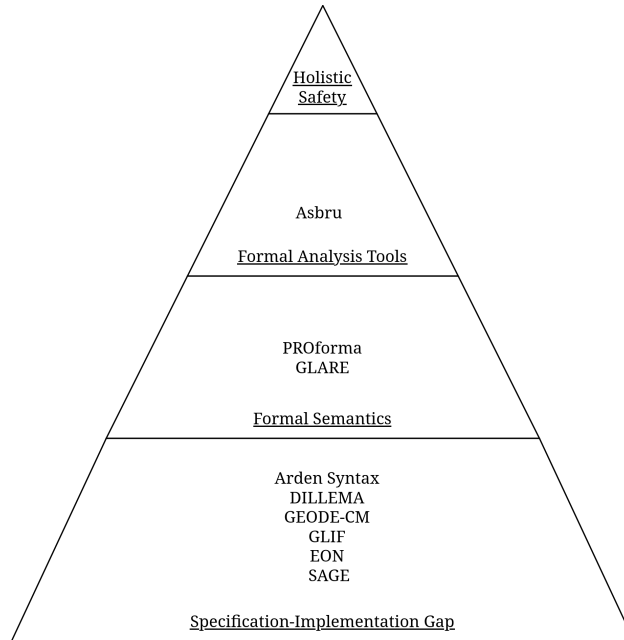 Holistic
Safety
Asbru
Formal Analysis Tools
PROforma
GLARE
Formal Semantics
Arden Syntax
DILLEMA
GEODE-CM
GLIF
EON
SAGE
Specification-Implementation Gap